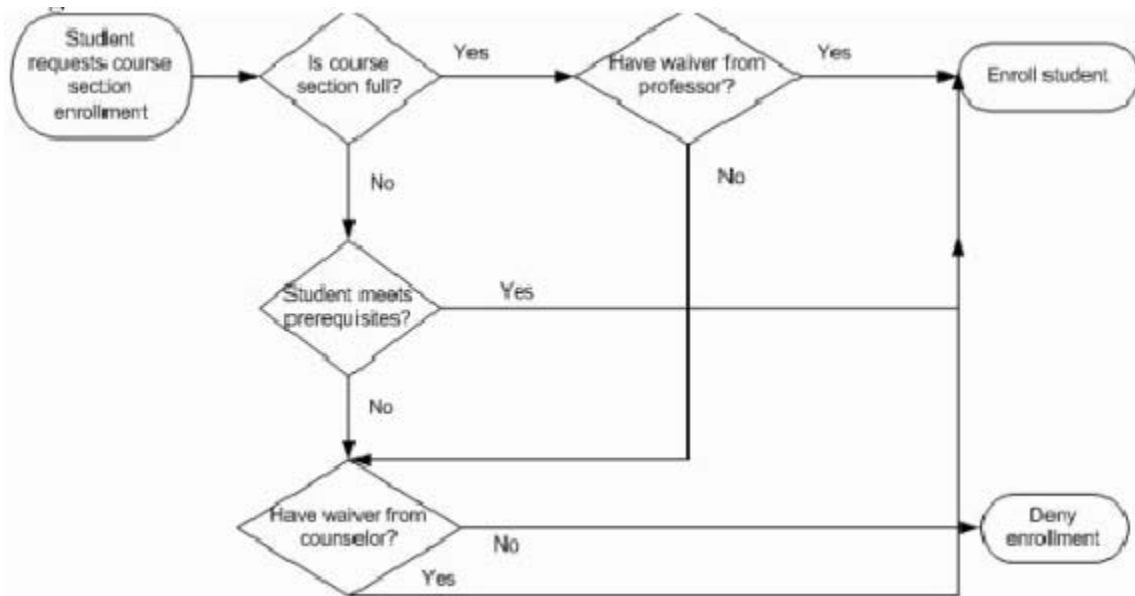 Student
requests course
section
enrollment
Is course
section full?
Yes
Have waiver from
professor?
Yes
Enroll student
No
No
Student meets
prerequisites?
Yes
No
Have waiver from
counselor?
No
Yes
Deny
enrollment